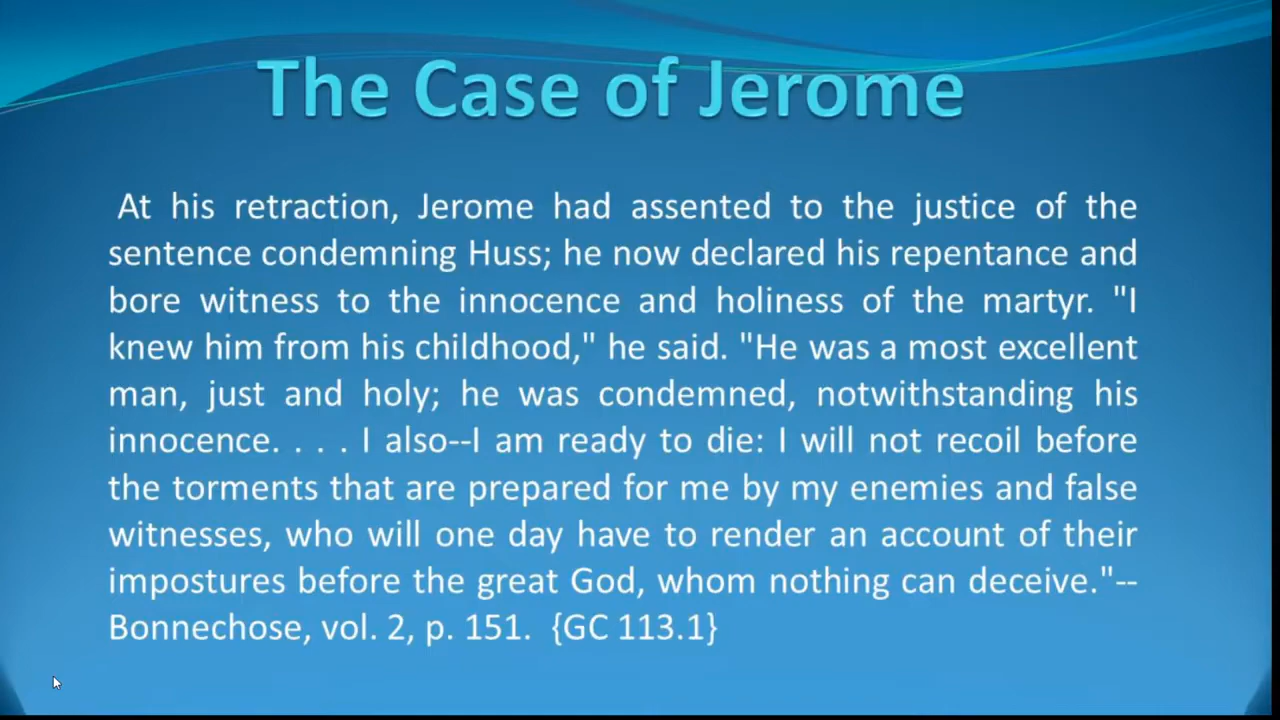 The Case of Jerome
At his retraction, Jerome had assented to the justice of the
sentence condemning Huss; he now declared his repentance and
bore witness to the innocence and holiness of the martyr. "I
knew him from his childhood," he said. "He was a most excellent
man, just and holy; he was condemned, notwithstanding his
innocence. . . . I also--I am ready to die: I will not recoil before
the torments that are prepared for me by my enemies and false
witnesses, who will one day have to render an account of their
impostures before the great God, whom nothing can deceive."--
Bonnechose, vol. 2, p. 151. {GC 113.1}